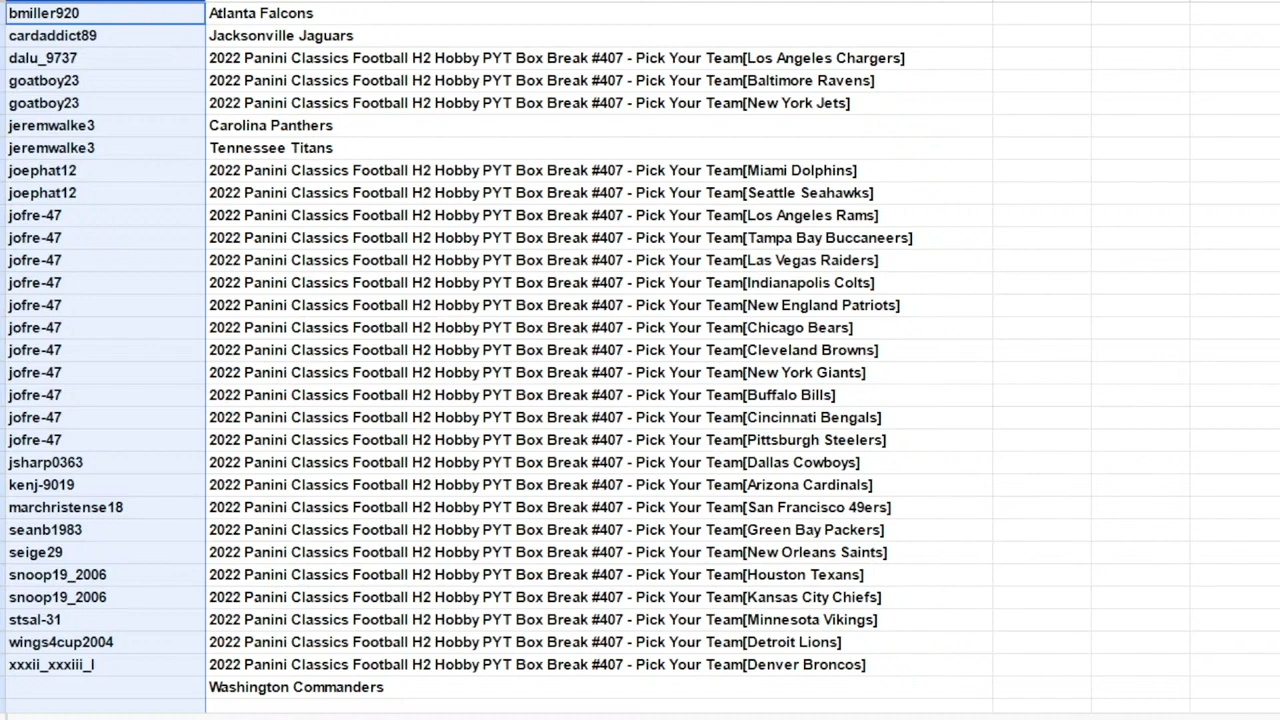 bmiller920 Atlanta Falcons
cardaddict89 Jacksonville Jaguars
dalu_9737 2022 Panini Classics Football H2 Hobby PYT Box Break #407 - Pick Your Team[Los Angeles Chargers]
goatboy23 2022 Panini Classics Football H2 Hobby PYT Box Break #407 - Pick Your Team[Baltimore Ravens]
goatboy23 2022 Panini Classics Football H2 Hobby PYT Box Break #407 - Pick Your Team[New York Jets]
jeremwalke3 Carolina Panthers
jeremwalke3 Tennessee Titans
joephat12 2022 Panini Classics Football H2 Hobby PYT Box Break #407 - Pick Your Team[Miami Dolphins]
joephat12 2022 Panini Classics Football H2 Hobby PYT Box Break #407 - Pick Your Team[Seattle Seahawks]
jofre-47 2022 Panini Classics Football H2 Hobby PYT Box Break #407 - Pick Your Team[Los Angeles Rams]
jofre-47 2022 Panini Classics Football H2 Hobby PYT Box Break #407 - Pick Your Team[Tampa Bay Buccaneers]
jofre-47 2022 Panini Classics Football H2 Hobby PYT Box Break #407 - Pick Your Team[Las Vegas Raiders]
jofre-47 2022 Panini Classics Football H2 Hobby PYT Box Break #407 - Pick Your Team[Indianapolis Colts]
jofre-47 2022 Panini Classics Football H2 Hobby PYT Box Break #407 - Pick Your Team[New England Patriots]
jofre-47 2022 Panini Classics Football H2 Hobby PYT Box Break #407 - Pick Your Team[Chicago Bears]
jofre-47 2022 Panini Classics Football H2 Hobby PYT Box Break #407 - Pick Your Team[Cleveland Browns]
jofre-47 2022 Panini Classics Football H2 Hobby PYT Box Break #407 - Pick Your Team[New York Giants]
jofre-47 2022 Panini Classics Football H2 Hobby PYT Box Break #407 - Pick Your Team[Buffalo Bills]
jofre-47 2022 Panini Classics Football H2 Hobby PYT Box Break #407 - Pick Your Team[Cincinnati Bengals]
jofre-47 2022 Panini Classics Football H2 Hobby PYT Box Break #407 - Pick Your Team[Pittsburgh Steelers]
jsharp0363 2022 Panini Classics Football H2 Hobby PYT Box Break #407 - Pick Your Team[Dallas Cowboys]
kenj-9019 2022 Panini Classics Football H2 Hobby PYT Box Break #407 - Pick Your Team[Arizona Cardinals]
marchristense18 2022 Panini Classics Football H2 Hobby PYT Box Break #407 - Pick Your Team[San Francisco 49ers]
seanb1983 2022 Panini Classics Football H2 Hobby PYT Box Break #407 - Pick Your Team[Green Bay Packers]
seige29 2022 Panini Classics Football H2 Hobby PYT Box Break #407 - Pick Your Team[New Orleans Saints]
snoop19_2006 2022 Panini Classics Football H2 Hobby PYT Box Break #407 - Pick Your Team[Houston Texans]
snoop19_2006 2022 Panini Classics Football H2 Hobby PYT Box Break #407 - Pick Your Team[Kansas City Chiefs]
stsal-31 2022 Panini Classics Football H2 Hobby PYT Box Break #407 - Pick Your Team[Minnesota Vikings]
wings4cup2004 2022 Panini Classics Football H2 Hobby PYT Box Break #407 - Pick Your Team[Detroit Lions]
xxxii_xxxiii_l 2022 Panini Classics Football H2 Hobby PYT Box Break #407 - Pick Your Team[Denver Broncos]
Washington Commanders